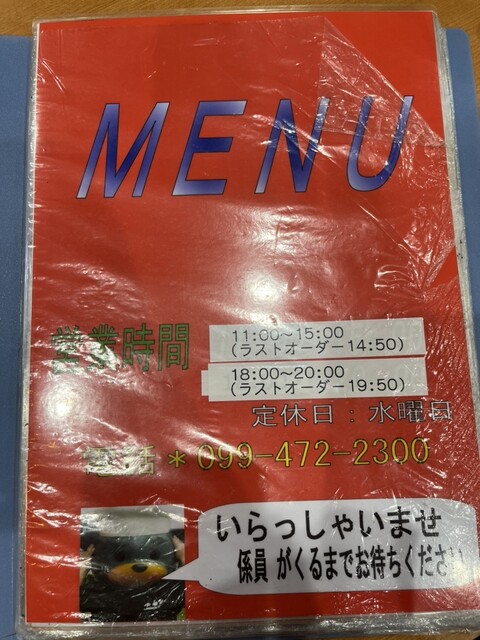 MENU
営業時間
11:00～15:00
(ラストオーダー14:50)
18:00～20:00
(ラストオーダー19:50)
定休日：水曜日
電話＊099-472-2300
いらっしゃいませ
係員 がくるまでお待ちください